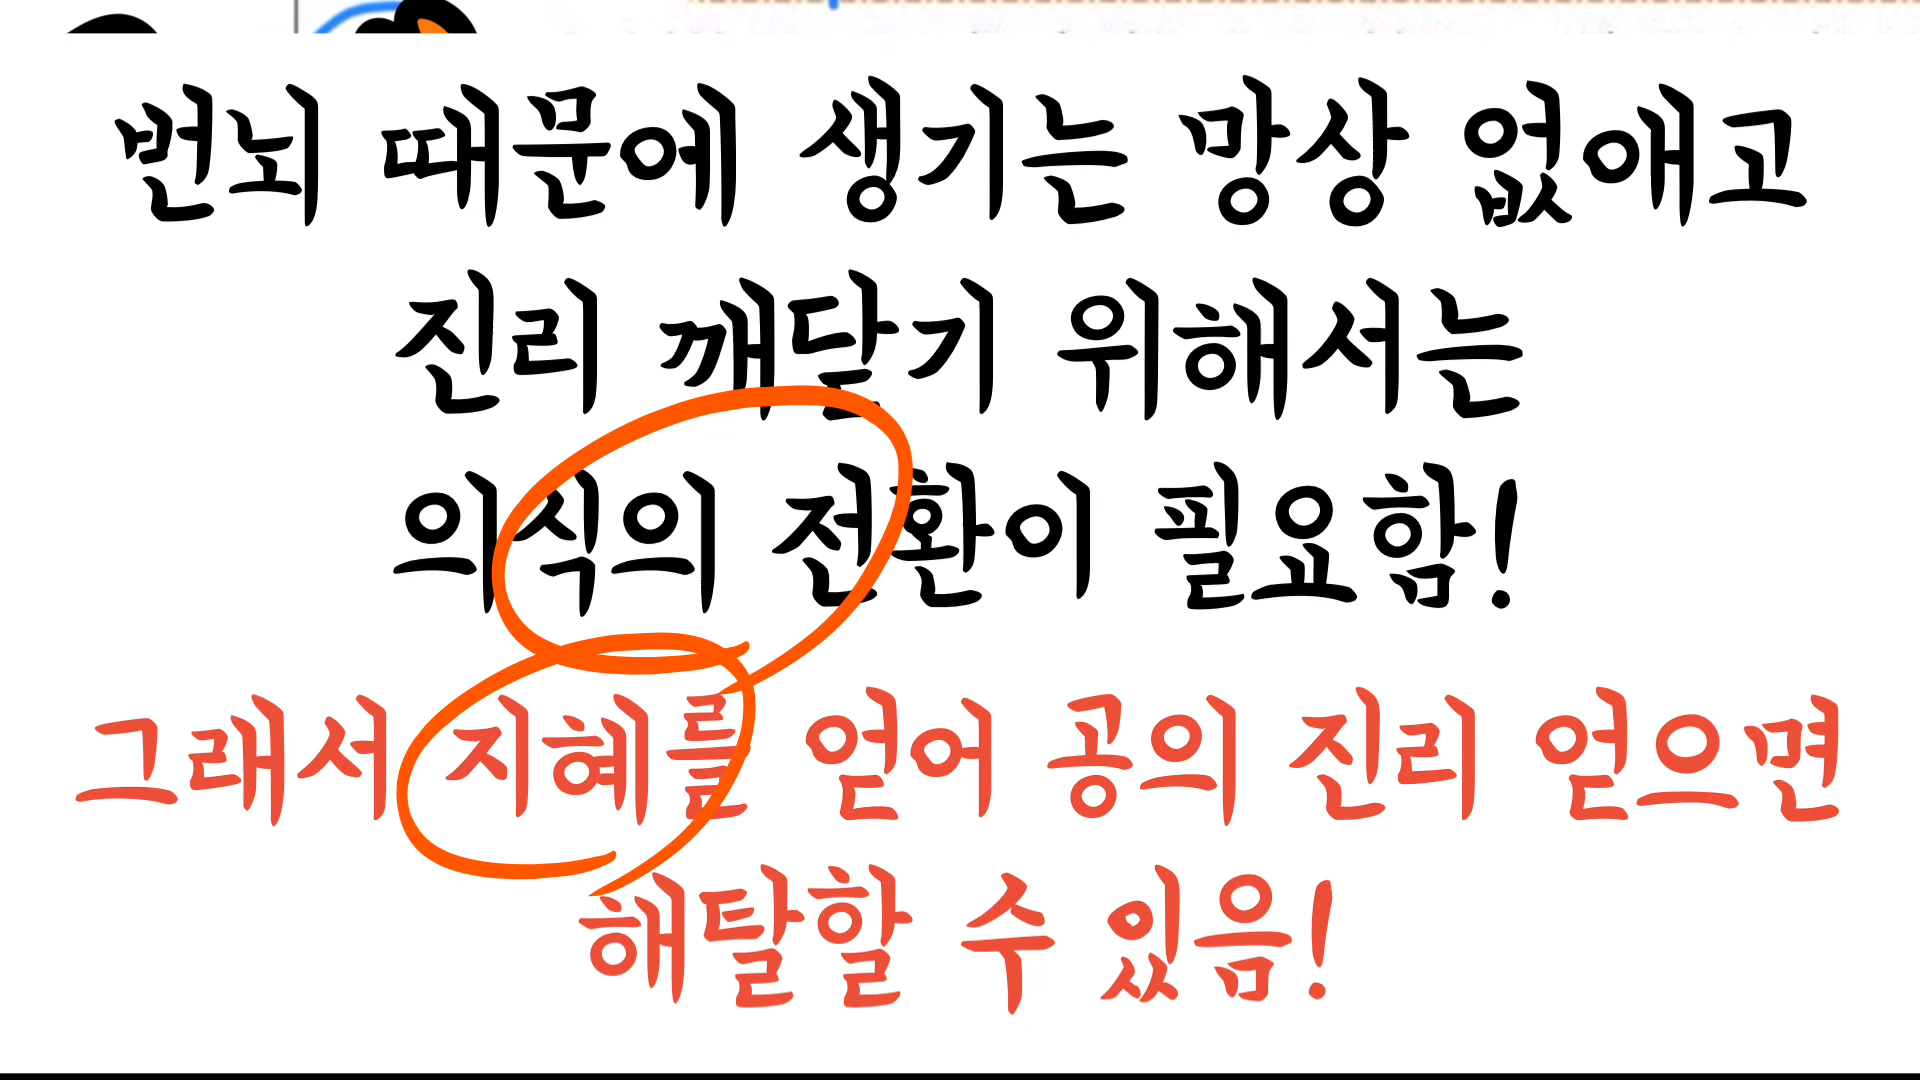 번뇌 때문에 생기는 망상 없애고
진리 깨닫기 위해서는
의식의 전환이 필요함!
그래서 지혜를 얻어 공의 진리 얻으면
해탈할 수 있음!